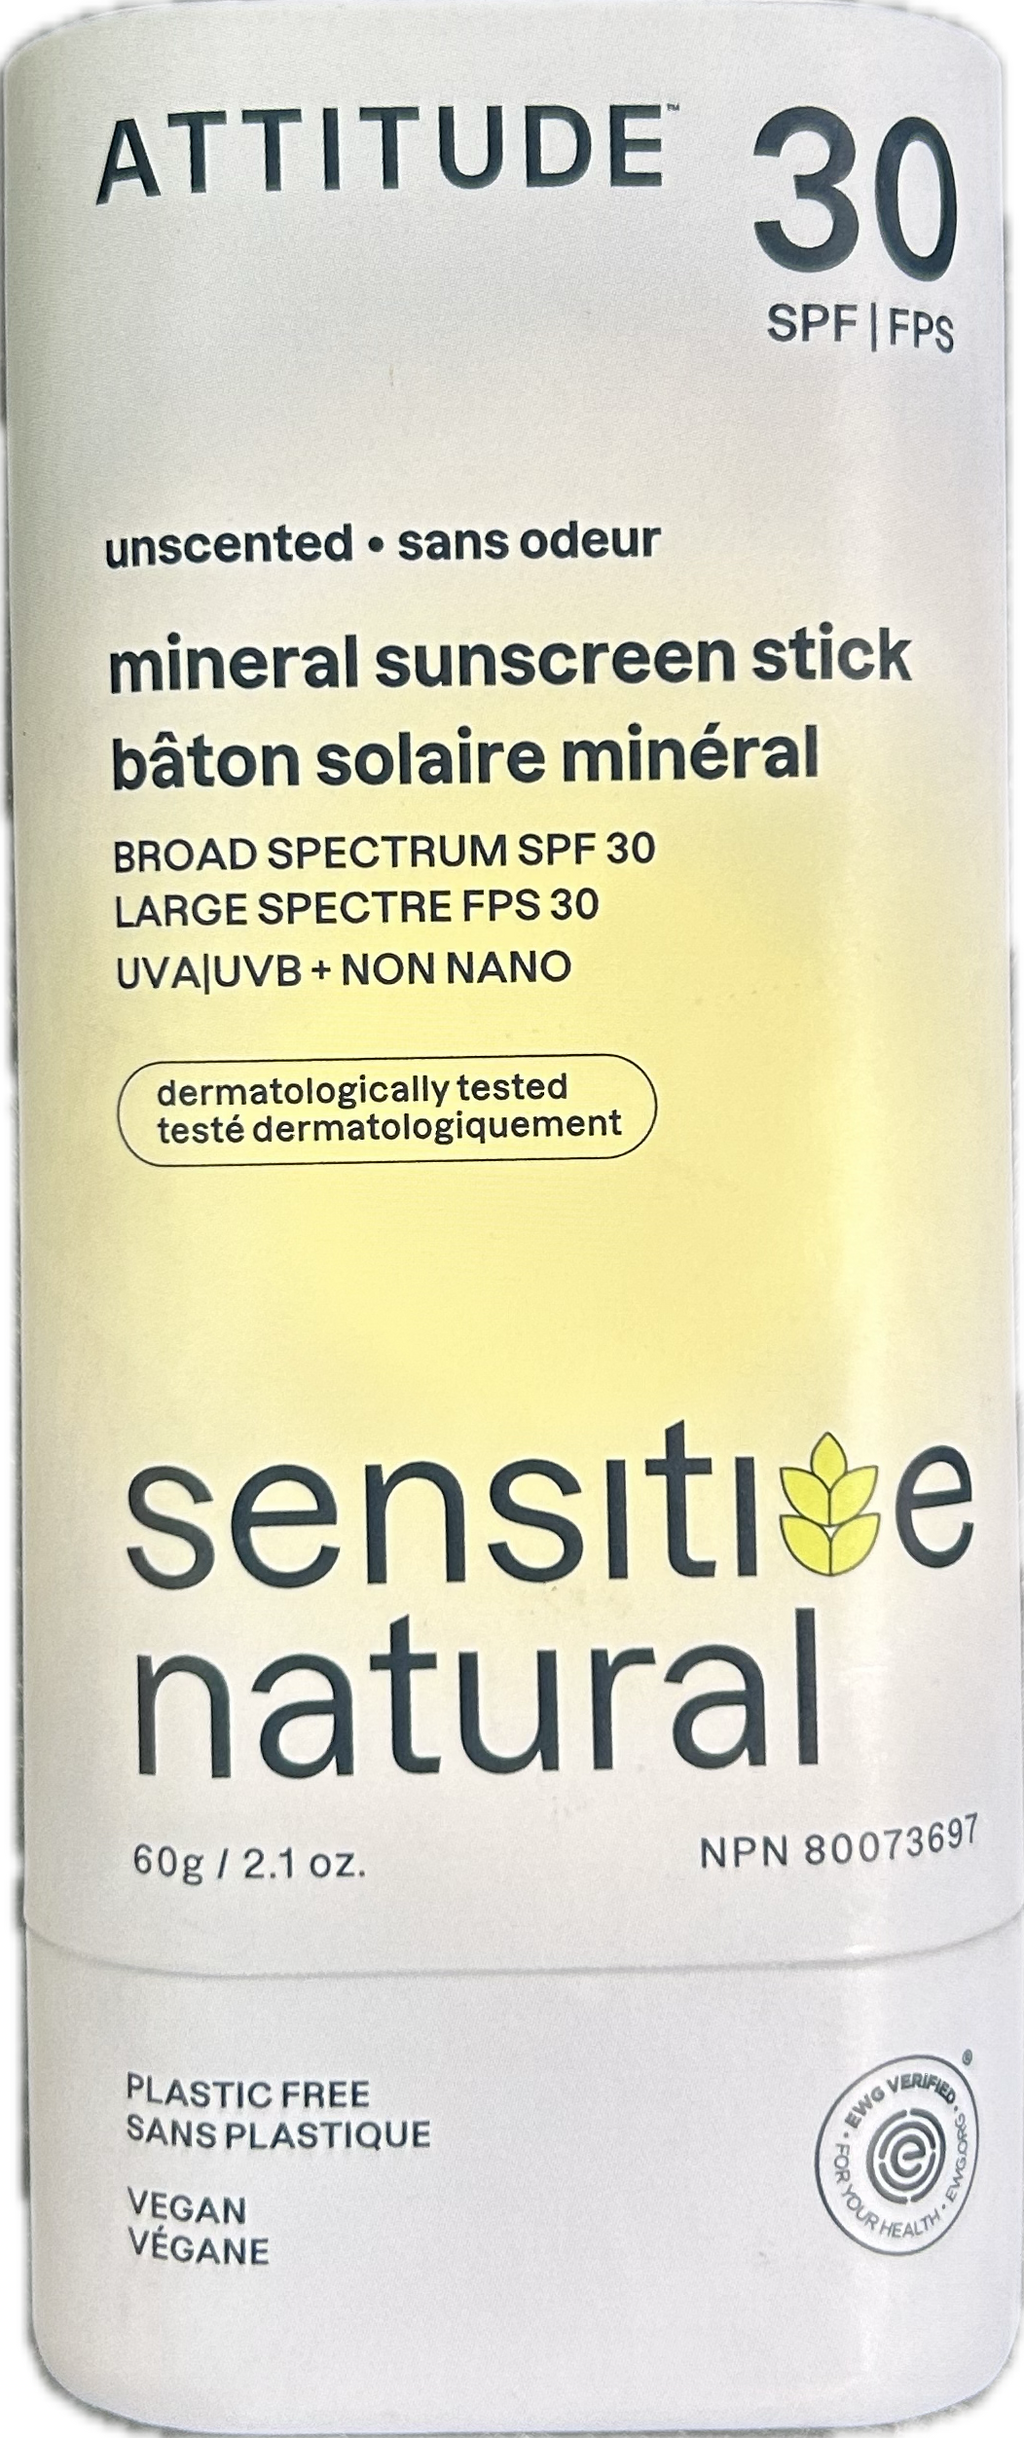 ATTITUDE™
30
SPF | FPS
unscented • sans odeur
mineral sunscreen stick
bâton solaire minéral
BROAD SPECTRUM SPF 30
LARGE SPECTRE FPS 30
UVA|UVB + NON NANO
dermatologically tested
testé dermatologiquement
sensitive
natural
60g / 2.1 oz.
NPN 80073697
PLASTIC FREE
SANS PLASTIQUE
VEGAN
VÉGANE
EWG VERIFIED • EWG.ORG • FOR YOUR HEALTH •
e
®